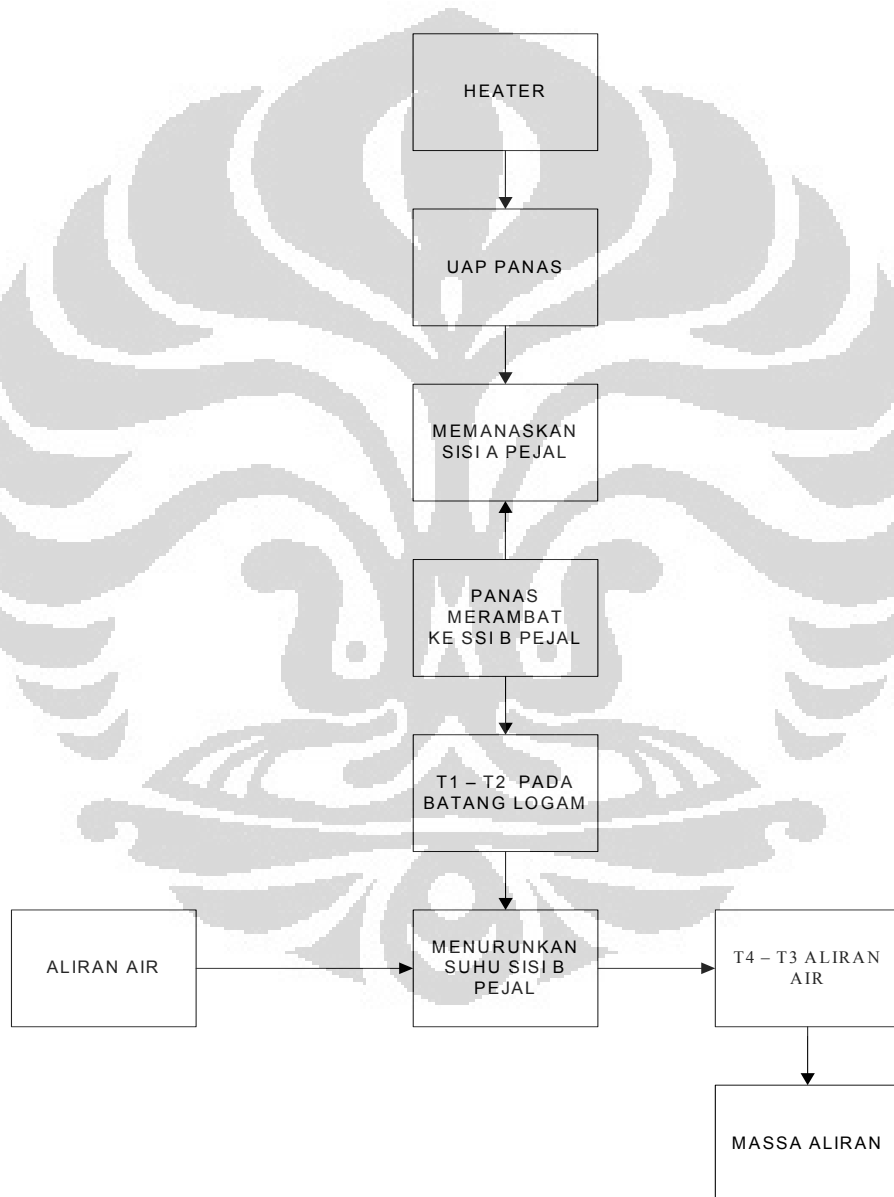 HEATER
UAP PANAS
MEMANASKAN
SISI A PEJAL
PANAS
MERAMBAT
KE SSI B PEJAL
T1 – T2 PADA
BATANG LOGAM
ALIRAN AIR
MENURUNKAN
SUHU SISI B
PEJAL
T4 – T3 ALIRAN
AIR
MASSA ALIRAN